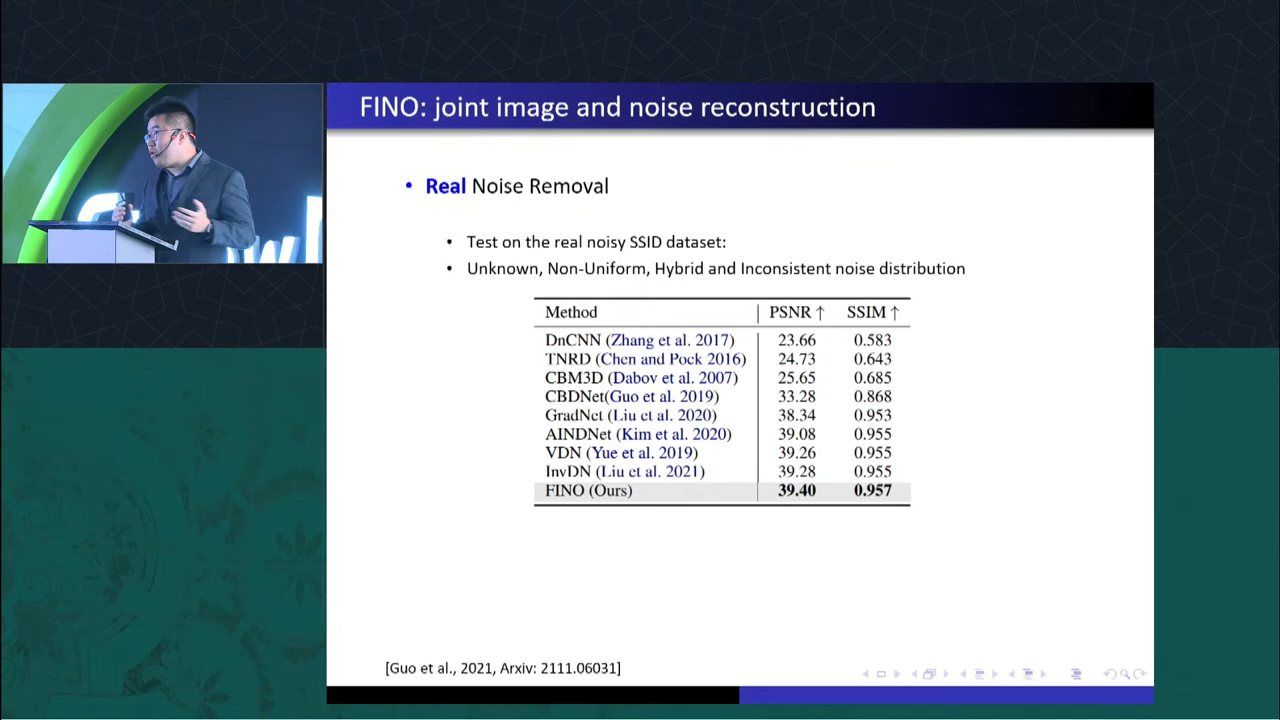 FINO: joint image and noise reconstruction
• Real Noise Removal
• Test on the real noisy SSID dataset:
• Unknown, Non-Uniform, Hybrid and Inconsistent noise distribution
Method PSNR ↑ SSIM ↑
DnCNN (Zhang et al. 2017) 23.66 0.583
TNRD (Chen and Pock 2016) 24.73 0.643
CBM3D (Dabov et al. 2007) 25.65 0.685
CBDNet(Guo et al. 2019) 33.28 0.868
GradNet (Liu et al. 2020) 38.34 0.953
AINDNet (Kim et al. 2020) 39.08 0.955
VDN (Yue et al. 2019) 39.26 0.955
InvDN (Liu et al. 2021) 39.28 0.955
FINO (Ours) 39.40 0.957
[Guo et al., 2021, Arxiv: 2111.06031]